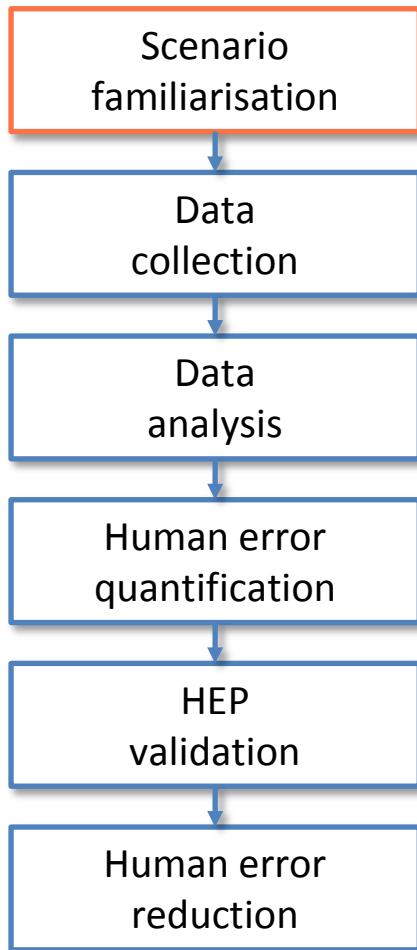 Scenario
familiarisation
Data
collection
Data
analysis
Human error
quantification
HEP
validation
Human error
reduction